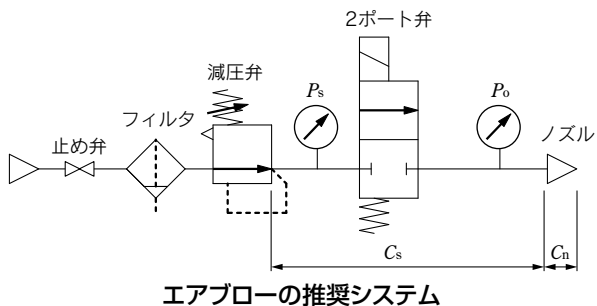 2ポート弁
減圧弁
Ps
Po
フィルタ
ノズル
止め弁
Cs
Cn
エアブローの推奨システム